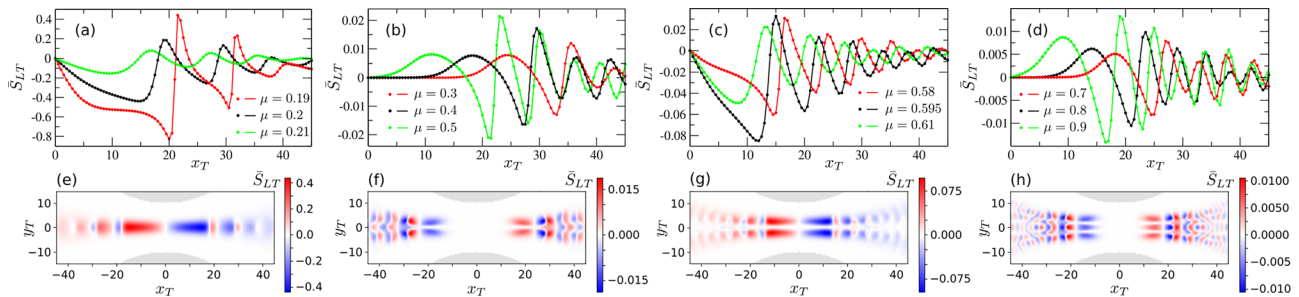 (a)
S̄_LT
0.4
0.2
0
-0.2
-0.4
-0.6
-0.8
μ = 0.19
μ = 0.2
μ = 0.21
0 10 20 30 40
x_T
(b)
S̄_LT
0.02
0.01
0
-0.01
-0.02
μ = 0.3
μ = 0.4
μ = 0.5
0 10 20 30 40
x_T
(c)
S̄_LT
0.04
0.02
0
-0.02
-0.04
-0.06
-0.08
μ = 0.58
μ = 0.595
μ = 0.61
0 10 20 30 40
x_T
(d)
S̄_LT
0.01
0.005
0
-0.005
-0.01
μ = 0.7
μ = 0.8
μ = 0.9
0 10 20 30 40
x_T
(e)
S̄_LT
y_T
10
0
−10
−40 −20 0 20 40
x_T
0.4
0.2
0.0
−0.2
−0.4
(f)
S̄_LT
y_T
10
0
−10
−40 −20 0 20 40
x_T
0.015
0.000
−0.015
(g)
S̄_LT
y_T
10
0
−10
−40 −20 0 20 40
x_T
0.075
0.000
−0.075
(h)
S̄_LT
y_T
10
0
−10
−40 −20 0 20 40
x_T
0.0100
0.005
0.000
−0.005
−0.010